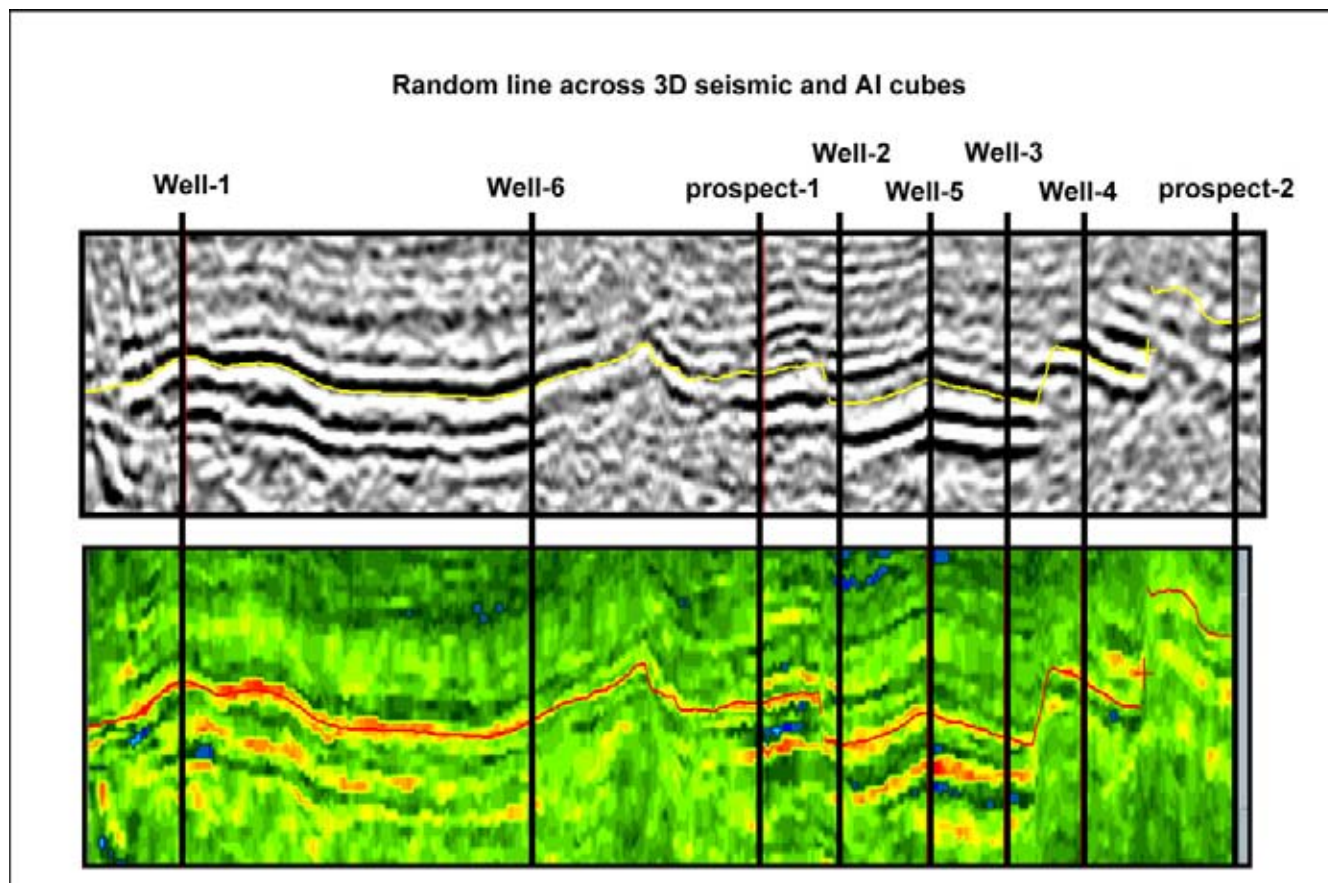 Random line across 3D seismic and AI cubes
Well-2 Well-3
Well-1 Well-6 prospect-1 Well-5 Well-4 prospect-2